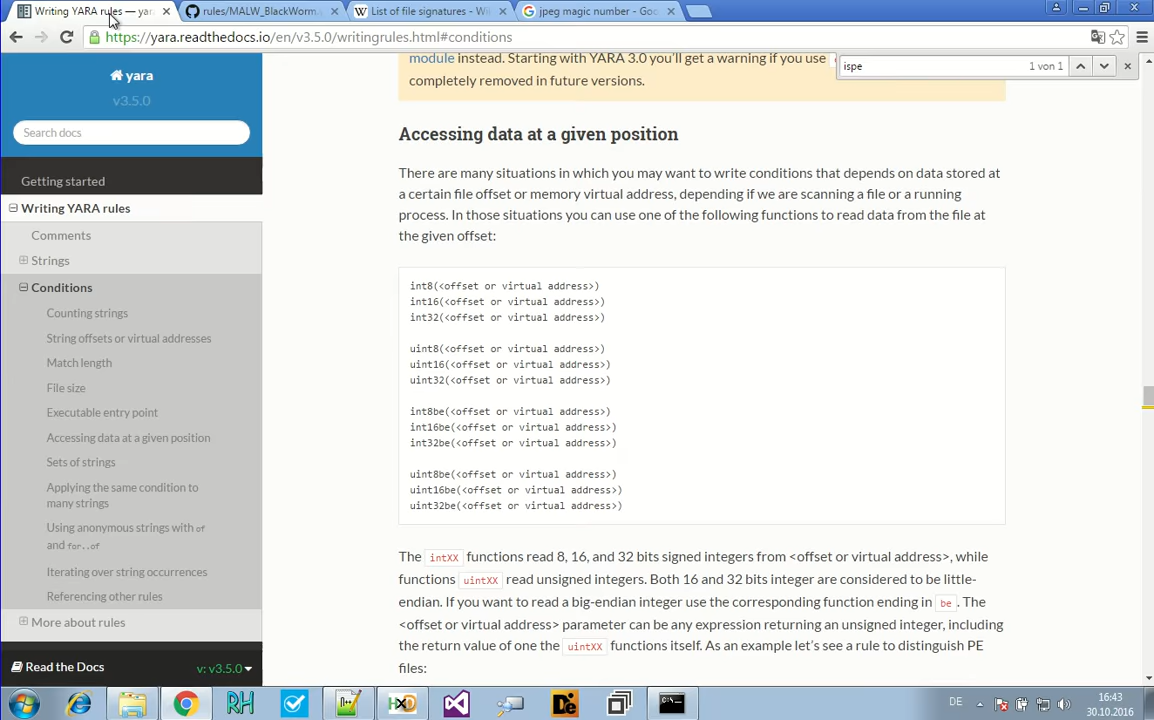 Writing YARA rules — yar
rules/MALW_BlackWorm.
List of file signatures - Wi
jpeg magic number - Goo
https://yara.readthedocs.io/en/v3.5.0/writingrules.html#conditions
ispe
1 von 1
yara
v3.5.0
Search docs
Getting started
Writing YARA rules
Comments
Strings
Conditions
Counting strings
String offsets or virtual addresses
Match length
File size
Executable entry point
Accessing data at a given position
Sets of strings
Applying the same condition to
many strings
Using anonymous strings with of
and for..of
Iterating over string occurrences
Referencing other rules
More about rules
Read the Docs
v: v3.5.0
module instead. Starting with YARA 3.0 you'll get a warning if you use
completely removed in future versions.
Accessing data at a given position
There are many situations in which you may want to write conditions that depends on data stored at
a certain file offset or memory virtual address, depending if we are scanning a file or a running
process. In those situations you can use one of the following functions to read data from the file at
the given offset:
int8(<offset or virtual address>)
int16(<offset or virtual address>)
int32(<offset or virtual address>)
uint8(<offset or virtual address>)
uint16(<offset or virtual address>)
uint32(<offset or virtual address>)
int8be(<offset or virtual address>)
int16be(<offset or virtual address>)
int32be(<offset or virtual address>)
uint8be(<offset or virtual address>)
uint16be(<offset or virtual address>)
uint32be(<offset or virtual address>)
The intXX functions read 8, 16, and 32 bits signed integers from <offset or virtual address>, while
functions uintXX read unsigned integers. Both 16 and 32 bits integer are considered to be little-
endian. If you want to read a big-endian integer use the corresponding function ending in be. The
<offset or virtual address> parameter can be any expression returning an unsigned integer, including
the return value of one the uintXX functions itself. As an example let's see a rule to distinguish PE
files:
RH
De
DE
16:43
30.10.2016